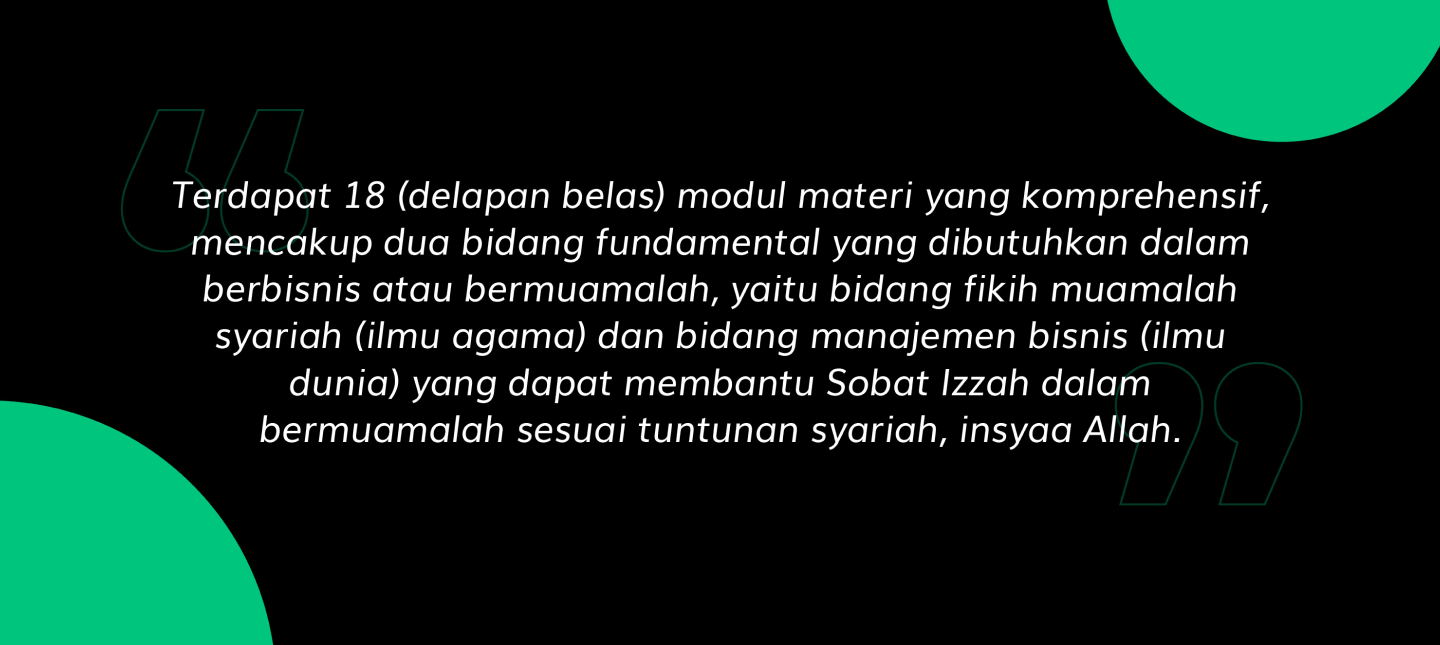 Terdapat 18 (delapan belas) modul materi yang komprehensif,
mencakup dua bidang fundamental yang dibutuhkan dalam
berbisnis atau bermuamalah, yaitu bidang fikih muamalah
syariah (ilmu agama) dan bidang manajemen bisnis (ilmu
dunia) yang dapat membantu Sobat Izzah dalam
bermuamalah sesuai tuntunan syariah, insyaa Allah.